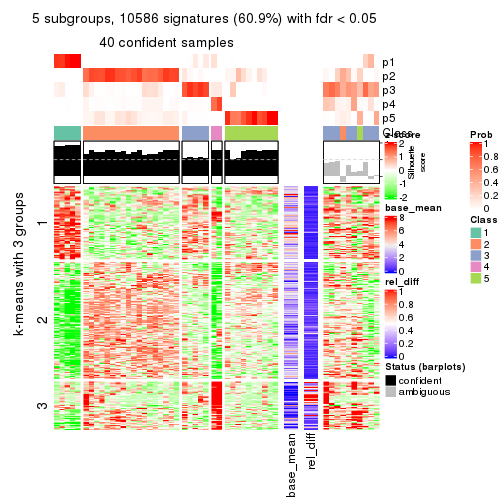 5 subgroups, 10586 signatures (60.9%) with fdr < 0.05
40 confident samples
p1
p2
p3
p4
p5
Class
Silhouette
score
k-means with 3 groups
1
2
3
base_mean
rel_diff
z-score
2
1
0
-1
-2
base_mean
8
6
4
2
0
rel_diff
1
0.8
0.6
0.4
0.2
0
Status (barplots)
confident
ambiguous
Prob
1
0.8
0.6
0.4
0.2
0
Class
1
2
3
4
5